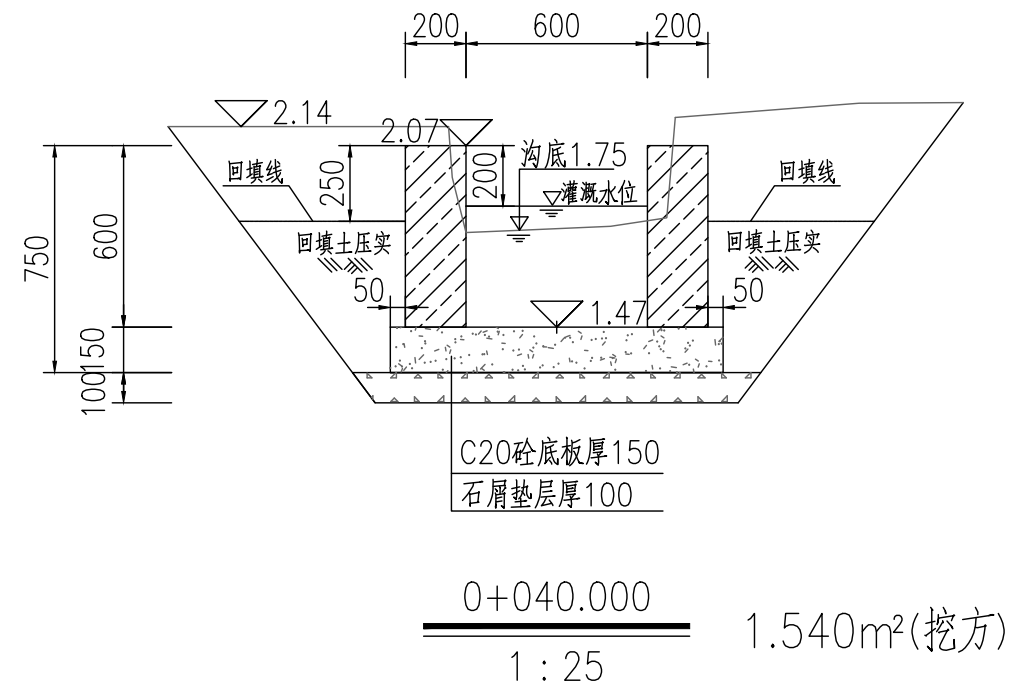 200 600 200
2.14
2.07
沟底1.75
回填线
250
200
灌溉水位
回填线
750
600
回填土压实
回填土压实
50
1.47
50
150
100
C20砼底板厚150
石屑垫层厚100
0+040.000
1.540m²(挖方)
1：25